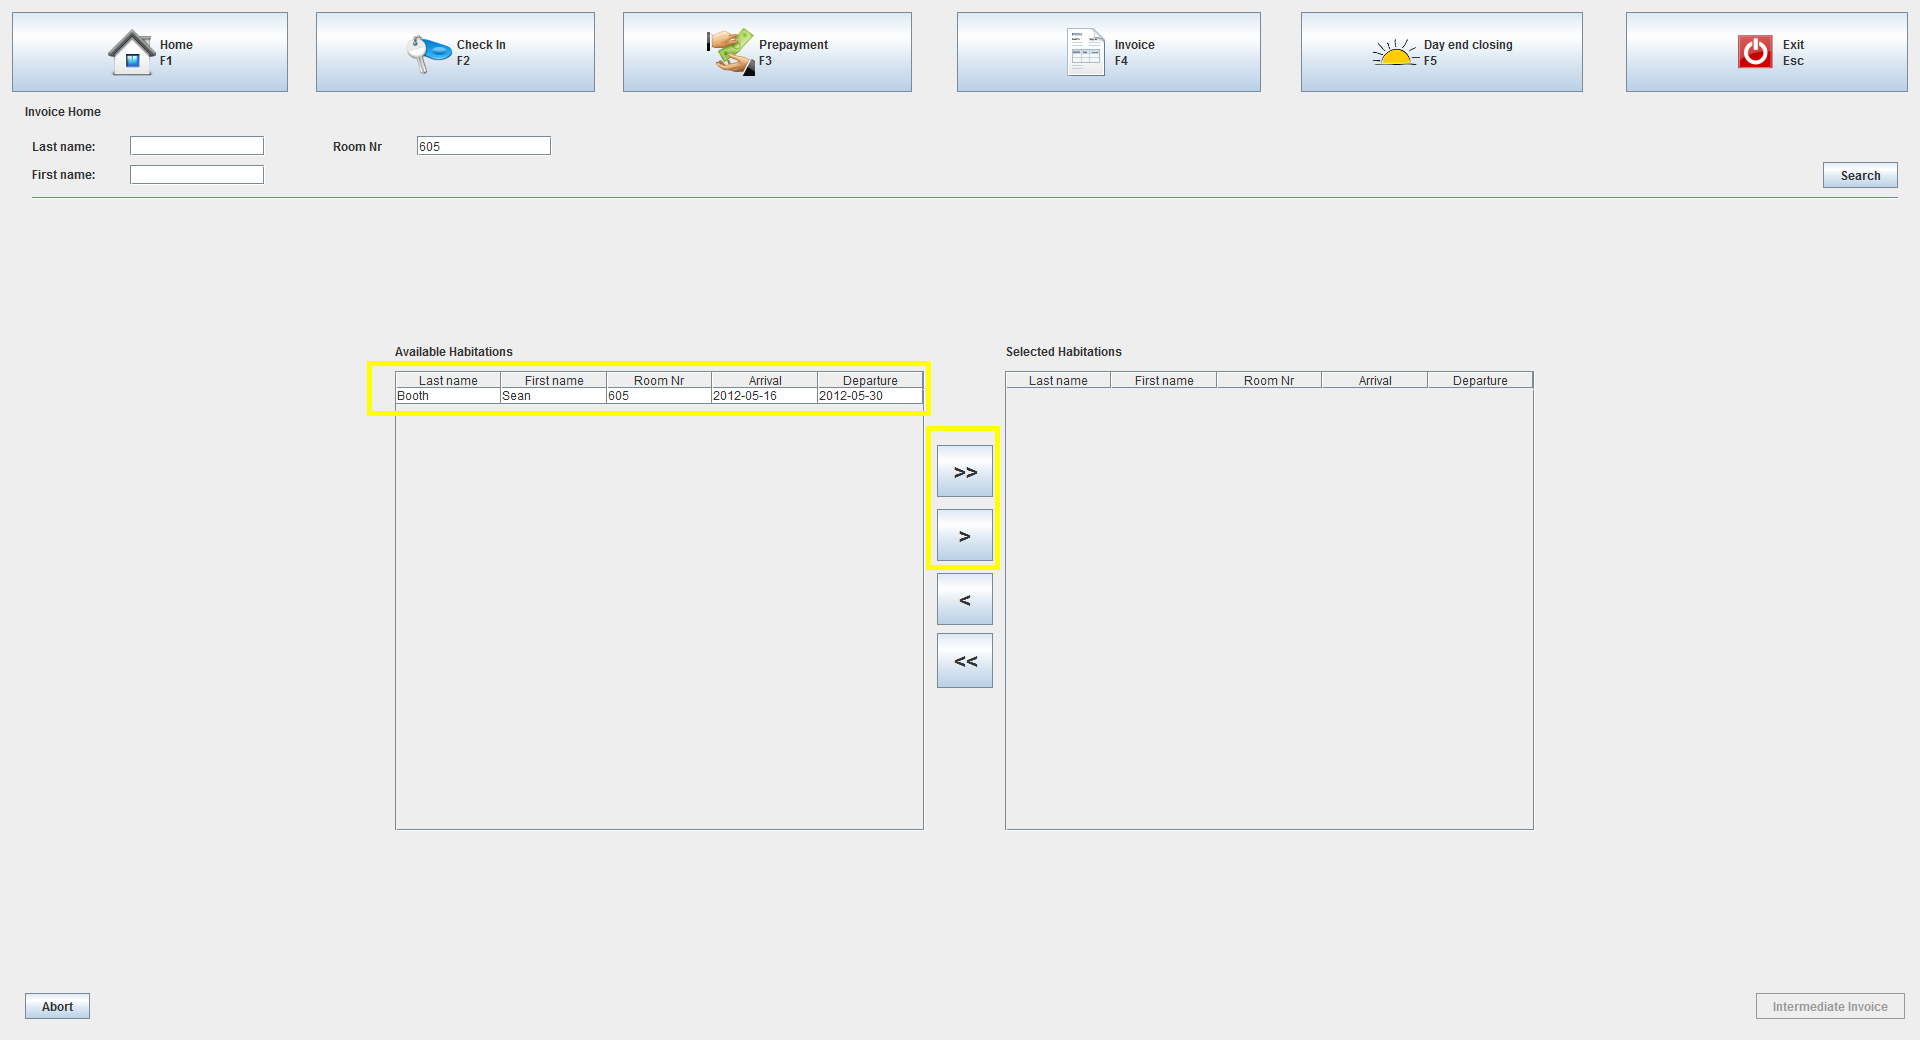 Home
F1
Check In
F2
Prepayment
F3
Invoice
F4
Day end closing
F5
Exit
Esc
Invoice Home
Last name:
Room Nr 605
First name:
Search
Available Habitations
Last name First name Room Nr Arrival Departure
Booth Sean 605 2012-05-16 2012-05-30
>>
>
<
<<
Selected Habitations
Last name First name Room Nr Arrival Departure
Abort
Intermediate Invoice